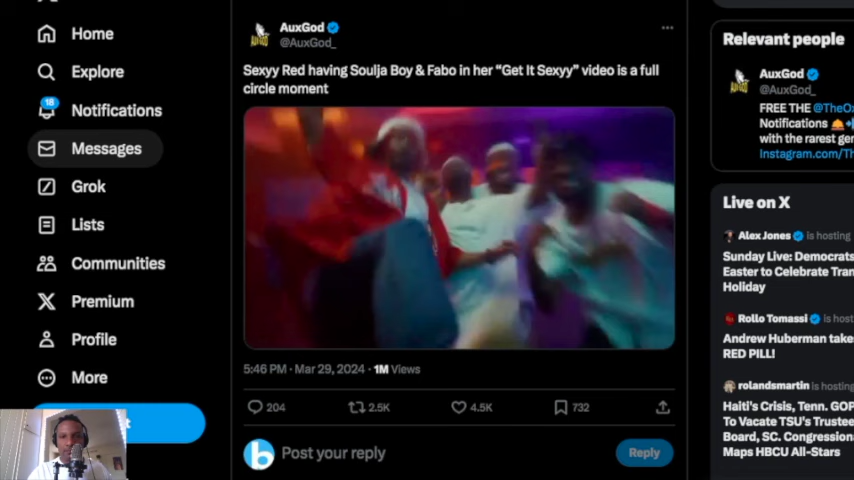 Home
Explore
18
Notifications
Messages
Grok
Lists
Communities
Premium
Profile
More
AuxGod
@AuxGod_
Sexyy Red having Soulja Boy & Fabo in her “Get It Sexyy” video is a full
circle moment
5:46 PM · Mar 29, 2024 · 1M Views
204
2.5K
4.5K
732
Post your reply
Reply
Relevant people
AuxGod
@AuxGod_
FREE THE @TheOx
Notifications
with the rarest ger
Instagram.com/Th
Live on X
Alex Jones is hosting
Sunday Live: Democrats
Easter to Celebrate Tran
Holiday
Rollo Tomassi is host
Andrew Huberman take
RED PILL!
rolandsmartin is hosting
Haiti's Crisis, Tenn. GOP
To Vacate TSU's Trustee
Board, SC. Congression
Maps HBCU All-Stars